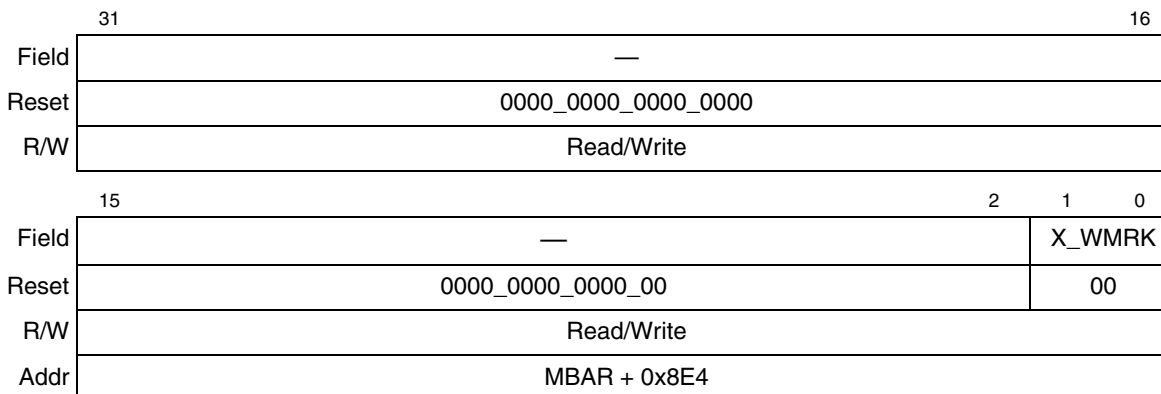 31 16
Field —
Reset 0000_0000_0000_0000
R/W Read/Write
15 2 1 0
Field — X_WMRK
Reset 0000_0000_0000_00 00
R/W Read/Write
Addr MBAR + 0x8E4